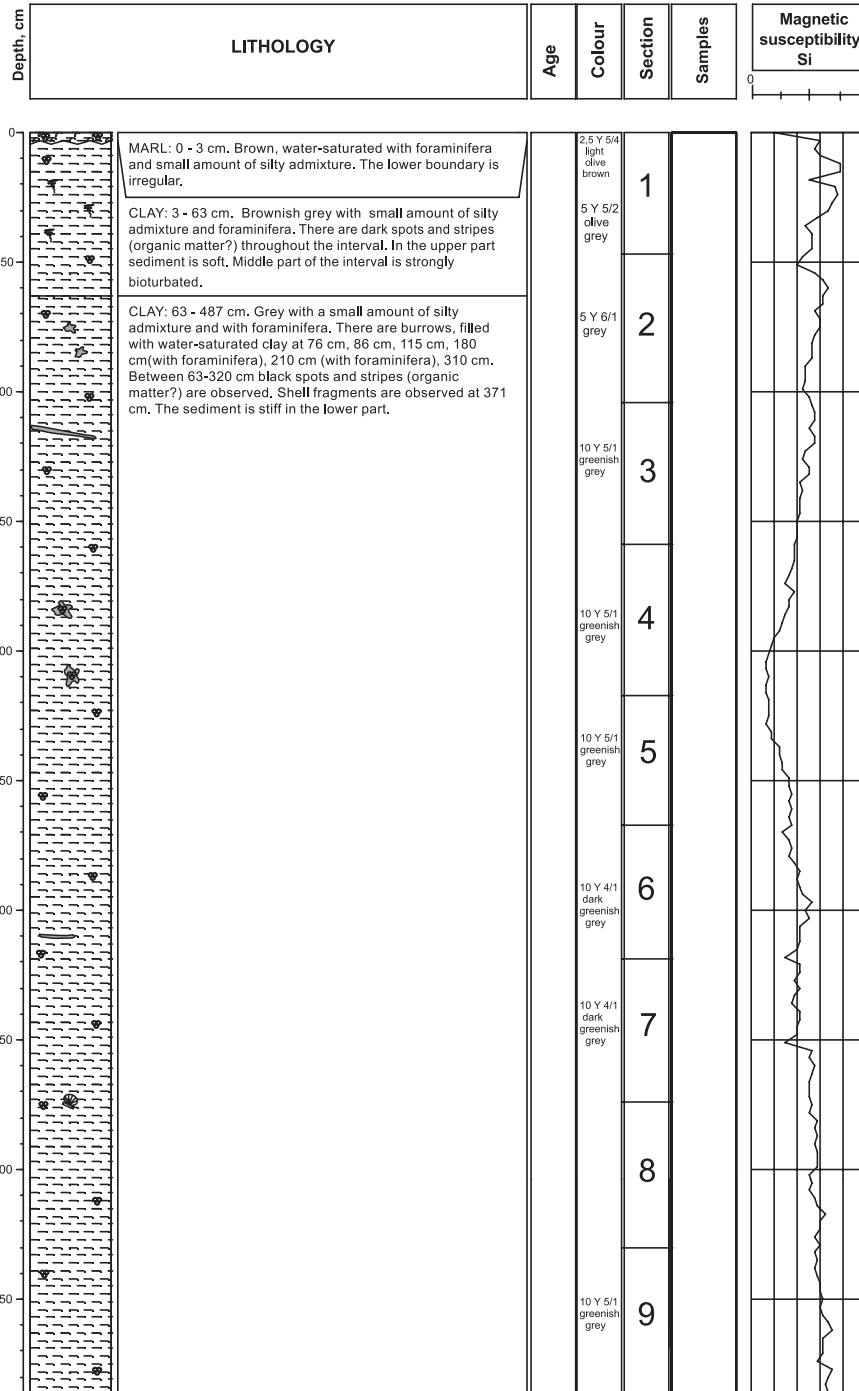 Depth, cm
LITHOLOGY
Age
Colour
Section
Samples
Magnetic
susceptibility
Si
0
0
50
00
50
00
50
00
50
00
50
MARL: 0 - 3 cm. Brown, water-saturated with foraminifera
and small amount of silty admixture. The lower boundary is
irregular.
CLAY: 3 - 63 cm. Brownish grey with small amount of silty
admixture and foraminifera. There are dark spots and stripes
(organic matter?) throughout the interval. In the upper part
sediment is soft. Middle part of the interval is strongly
bioturbated.
CLAY: 63 - 487 cm. Grey with a small amount of silty
admixture and with foraminifera. There are burrows, filled
with water-saturated clay at 76 cm, 86 cm, 115 cm, 180
cm(with foraminifera), 210 cm (with foraminifera), 310 cm.
Between 63-320 cm black spots and stripes (organic
matter?) are observed. Shell fragments are observed at 371
cm. The sediment is stiff in the lower part.
2,5 Y 5/4
light
olive
brown
5 Y 5/2
olive
grey
1
5 Y 6/1
grey
2
10 Y 5/1
greenish
grey
3
10 Y 5/1
greenish
grey
4
10 Y 5/1
greenish
grey
5
10 Y 4/1
dark
greenish
grey
6
10 Y 4/1
dark
greenish
grey
7
8
10 Y 5/1
greenish
grey
9